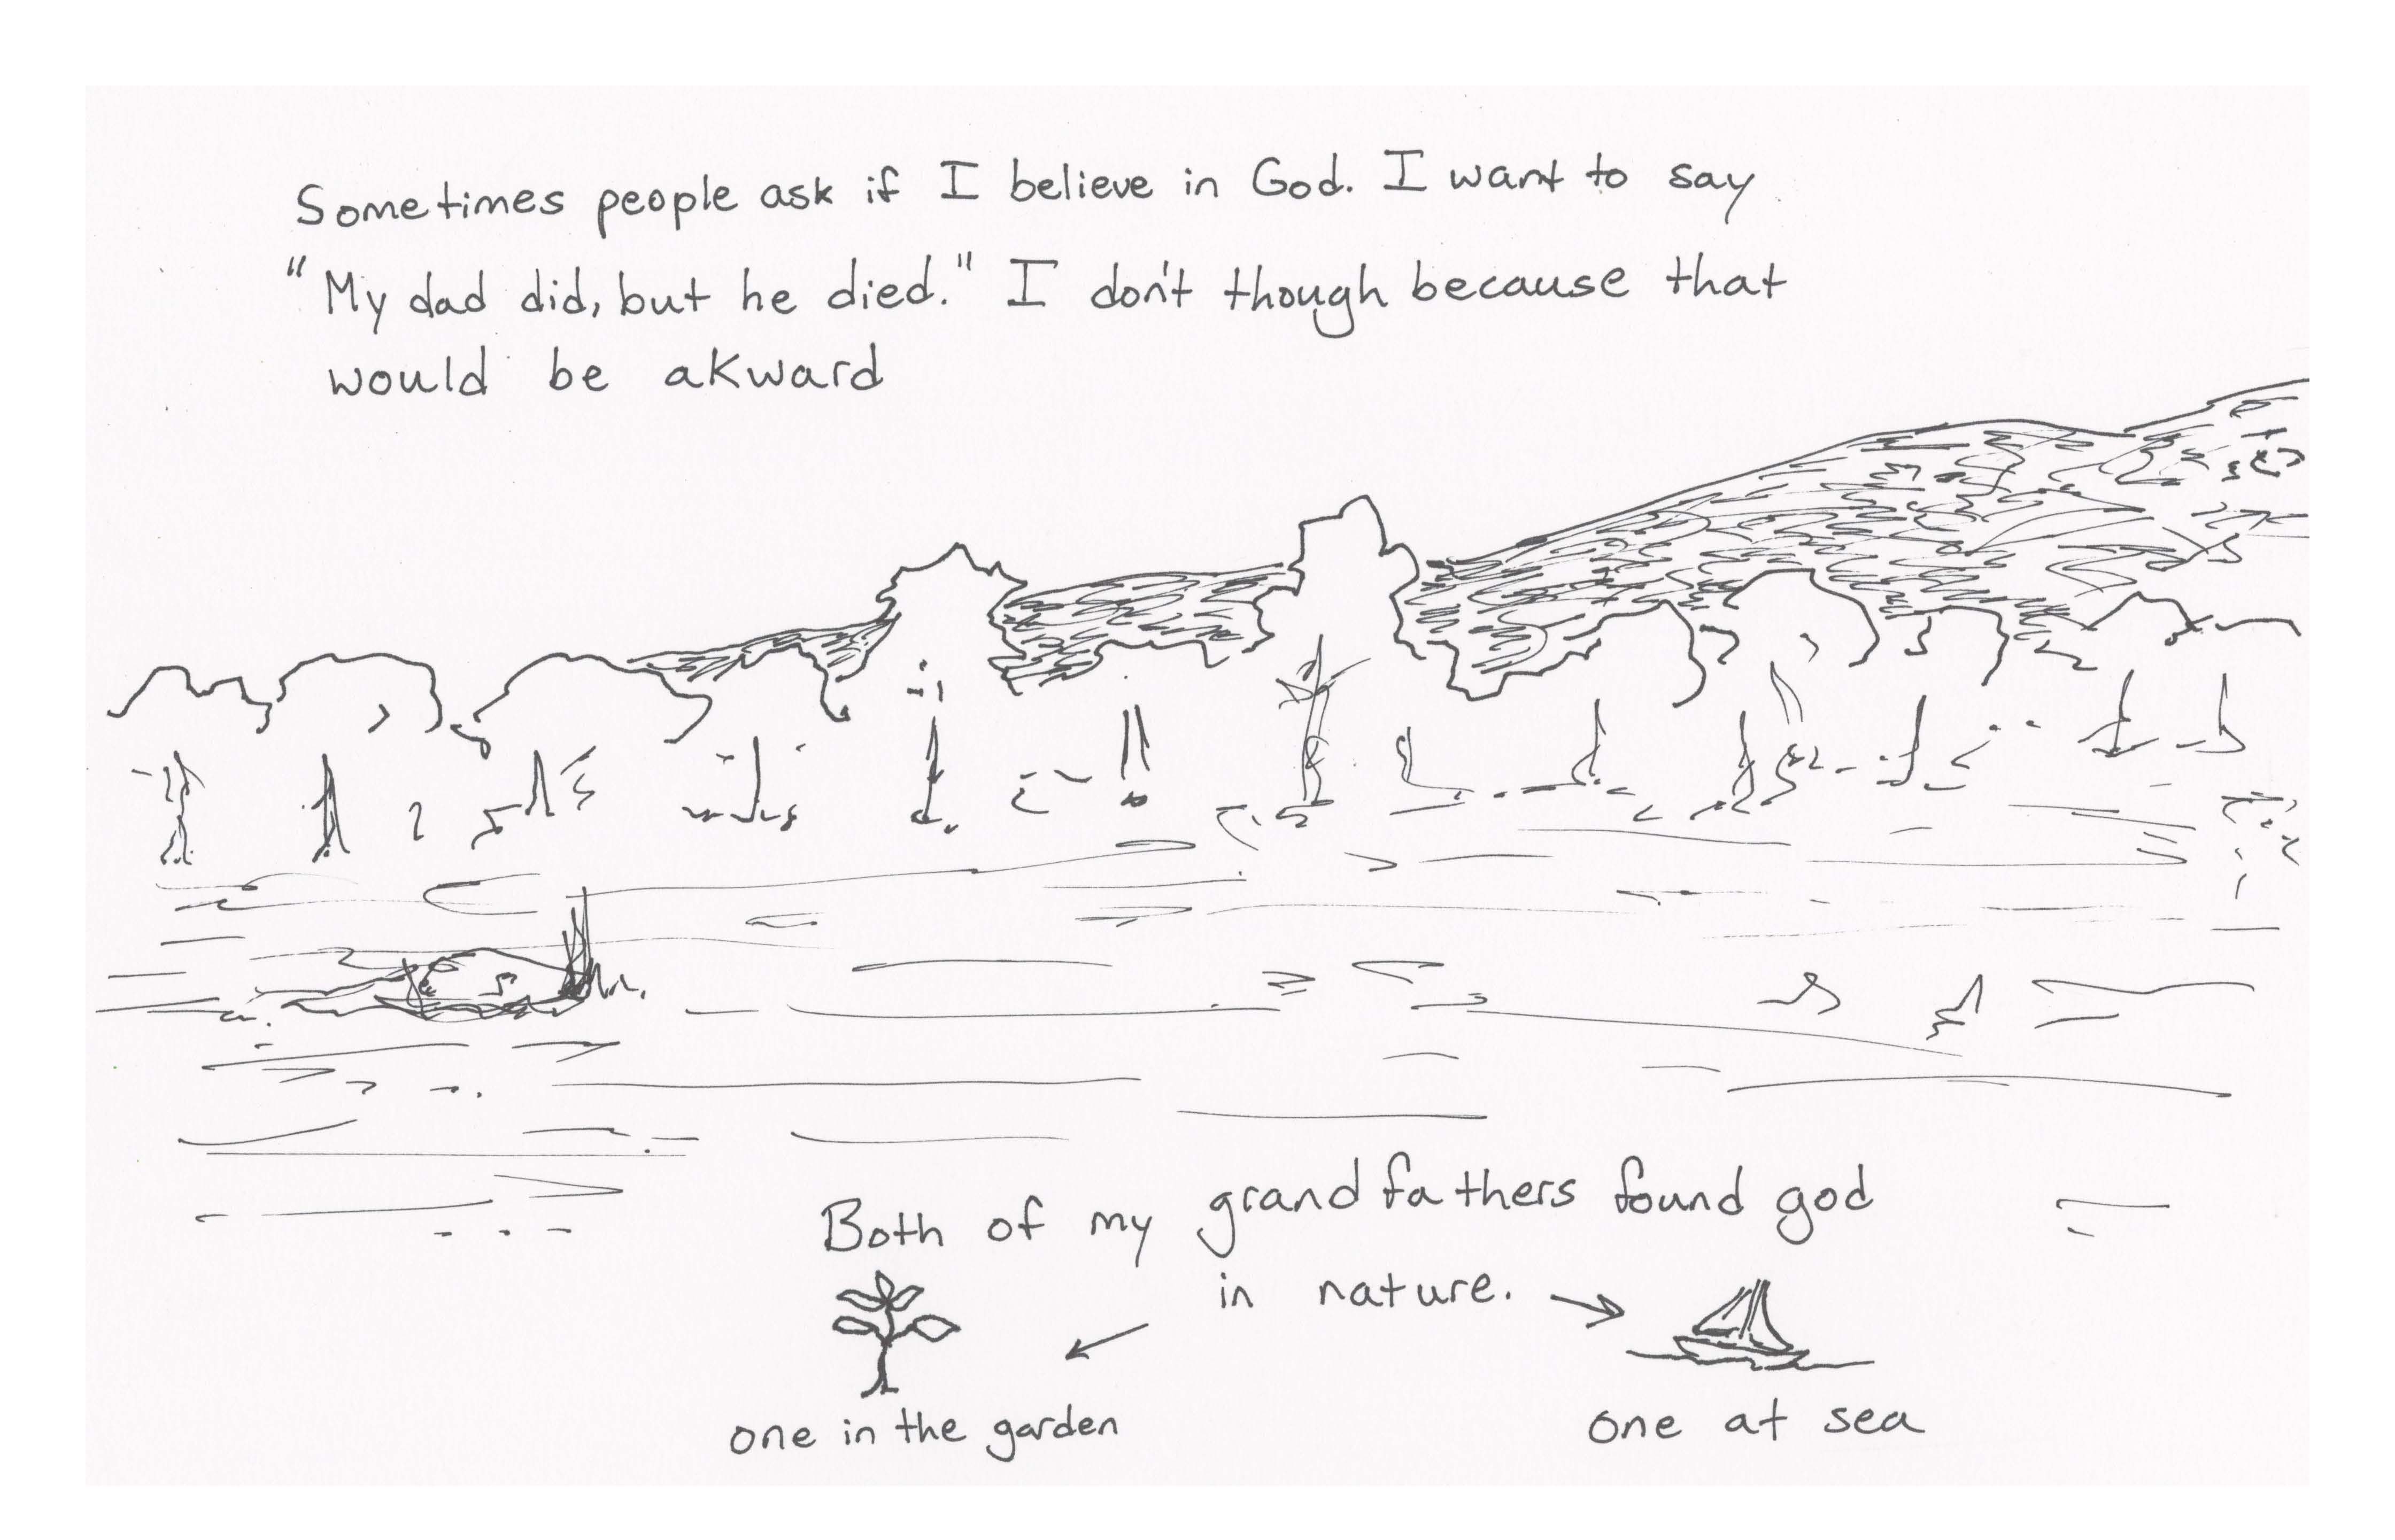 Sometimes people ask if I believe in God. I want to say
"My dad did, but he died." I don't though because that
would be akward
Both of my grandfathers found god
in nature.
one in the garden
one at sea